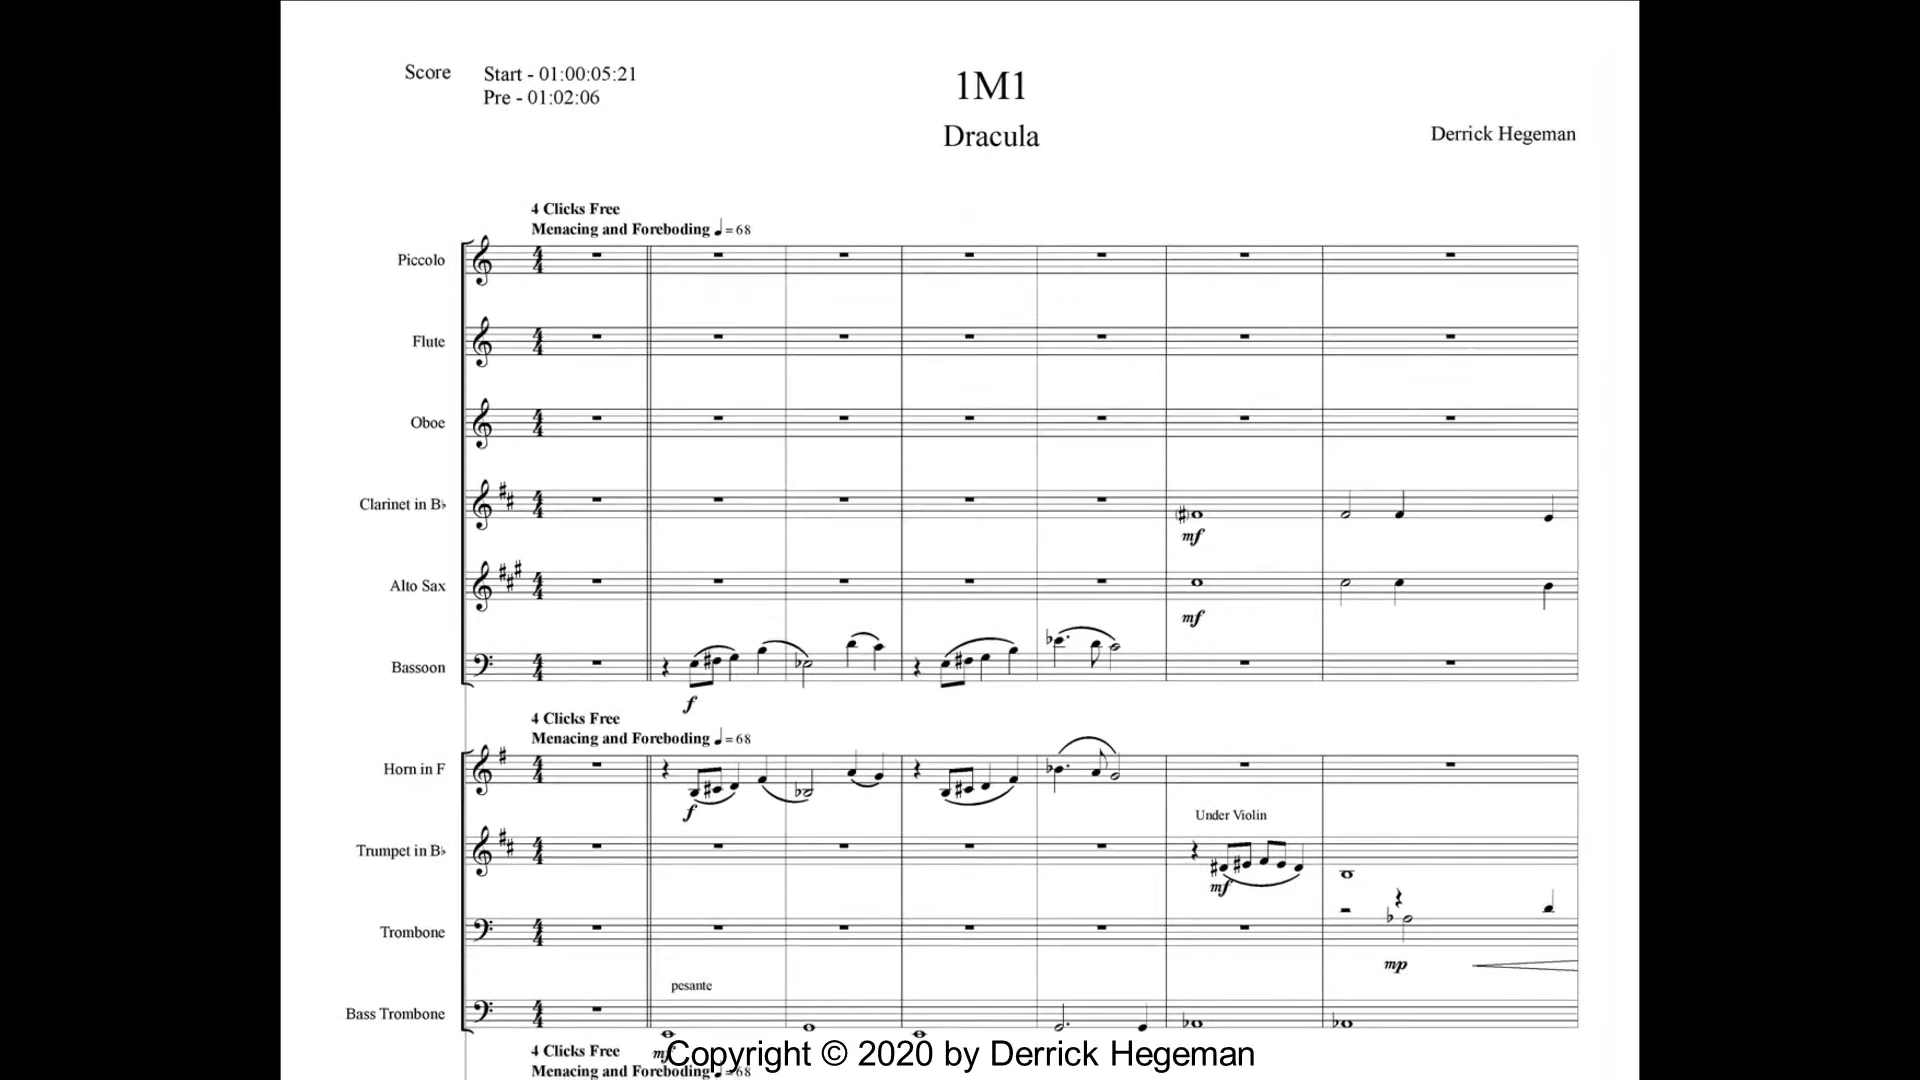 Score
Start - 01:00:05:21
Pre - 01:02:06
1M1
Dracula
Derrick Hegeman
4 Clicks Free
Menacing and Foreboding ♩ = 68
Piccolo
Flute
Oboe
Clarinet in B♭
mf
Alto Sax
mf
Bassoon
f
4 Clicks Free
Menacing and Foreboding ♩ = 68
Horn in F
f
Under Violin
Trumpet in B♭
mf
Trombone
mp
pesante
Bass Trombone
mf
4 Clicks Free
Menacing and Foreboding ♩ = 68
Copyright © 2020 by Derrick Hegeman